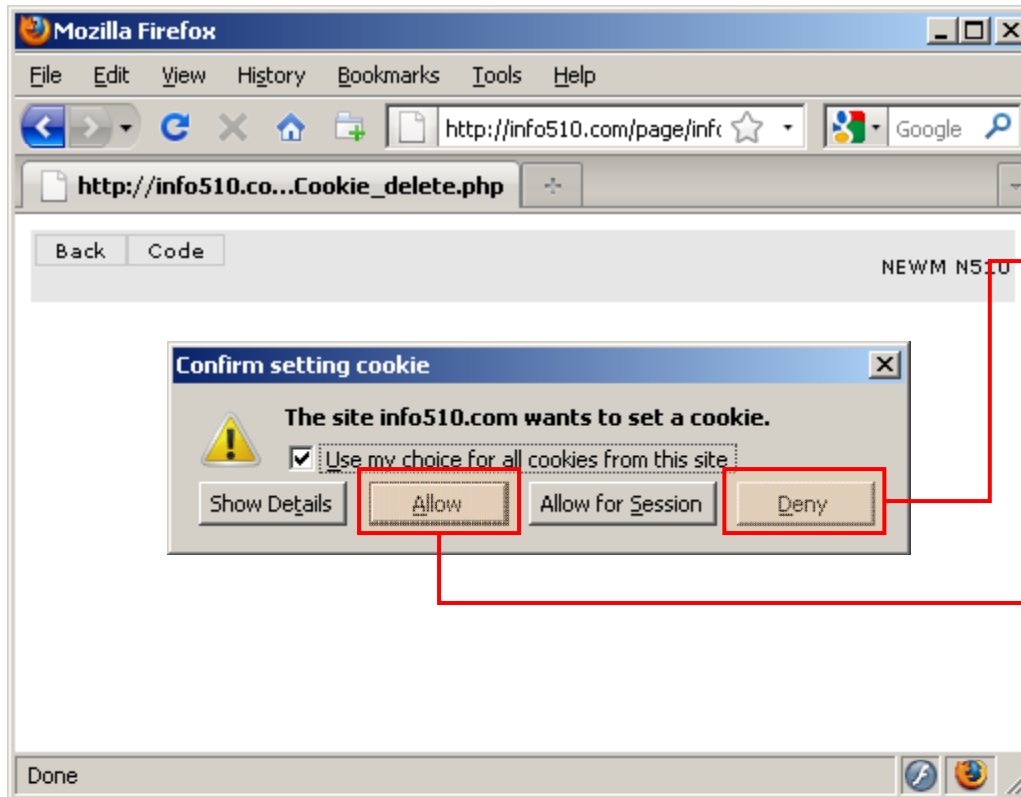 Mozilla Firefox
File Edit View History Bookmarks Tools Help
http://info510.com/page/info Google
http://info510.co...Cookie_delete.php
Back Code
NEWM N510
Confirm setting cookie
The site info510.com wants to set a cookie.
Use my choice for all cookies from this site
Show Details Allow Allow for Session Deny
Done